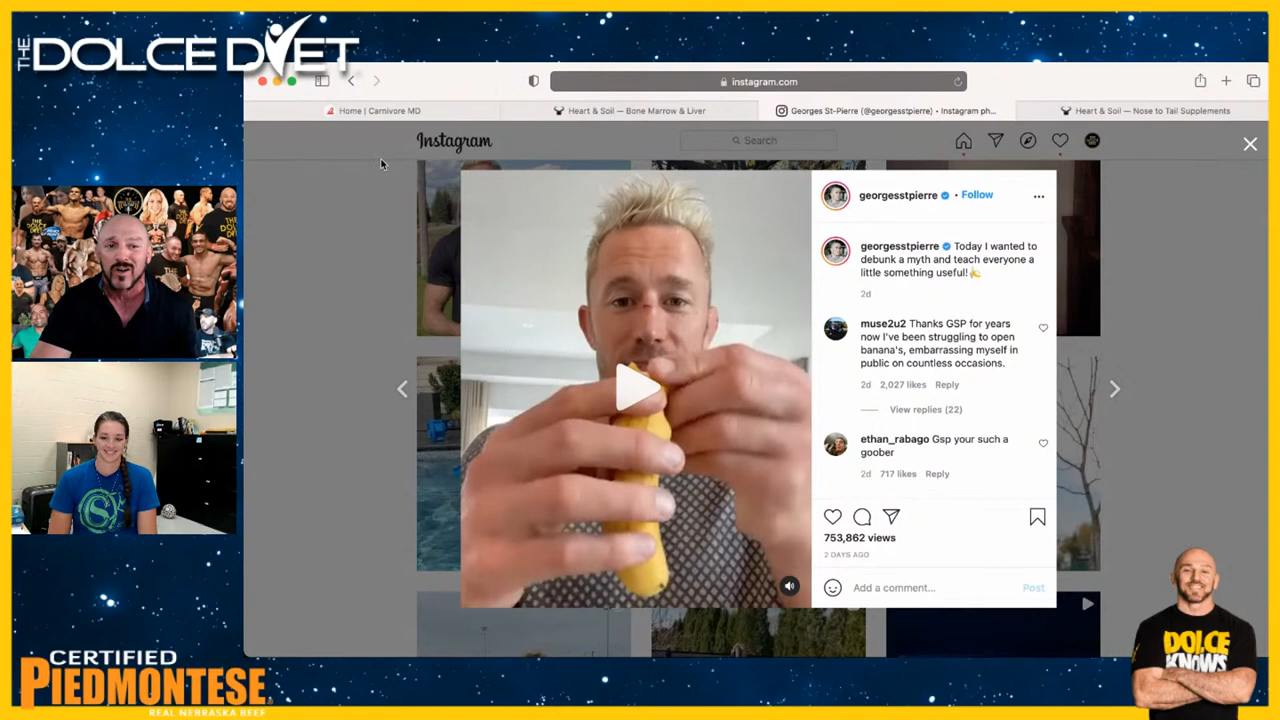 THE
DOLCE DIET
instagram.com
Home | Carnivore MD
Heart & Soil — Bone Marrow & Liver
Georges St-Pierre (@georgesstpierre) • Instagram ph...
Heart & Soil — Nose to Tail Supplements
Instagram
Search
georgesstpierre • Follow
georgesstpierre Today I wanted to
debunk a myth and teach everyone a
little something useful!
2d
muse2u2 Thanks GSP for years
now I've been struggling to open
banana's, embarrassing myself in
public on countless occasions.
2d 2,027 likes Reply
View replies (22)
ethan_rabago Gsp your such a
goober
2d 717 likes Reply
753,862 views
2 DAYS AGO
Add a comment... Post
CERTIFIED
PIEDMONTESE
REAL NEBRASKA BEEF
DOLCE
KNOWS